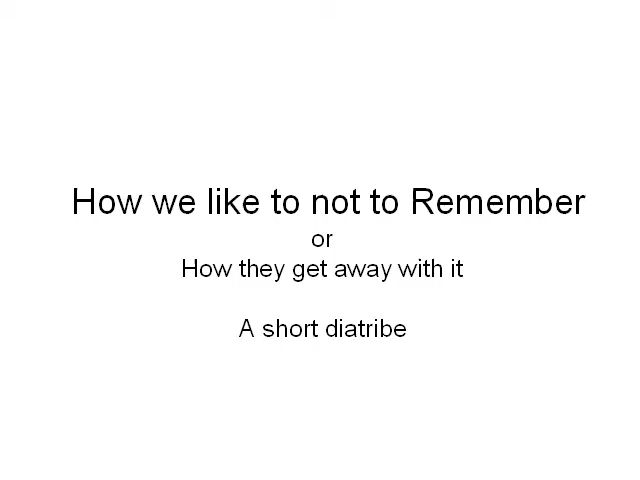 How we like to not to Remember
or
How they get away with it
A short diatribe